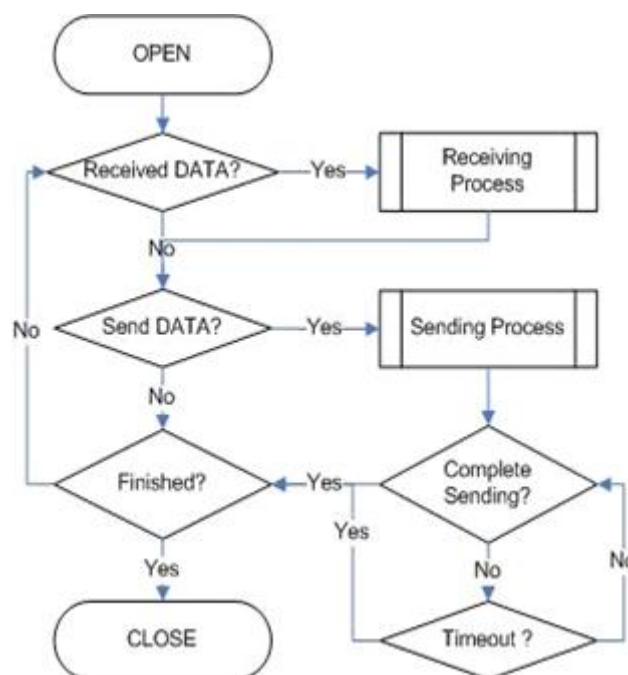 OPEN
Received DATA?
Yes
Receiving
Process
No
Send DATA?
Yes
Sending Process
No
No
Finished?
Yes
Complete
Sending?
Yes
No
No
Yes
CLOSE
Timeout ?